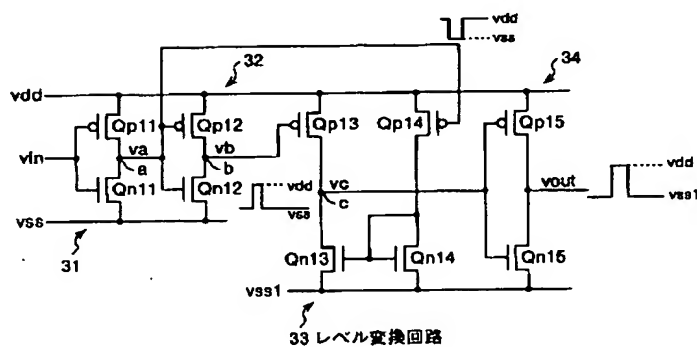 vdd
vss
32
34
vdd
Qp11
Qp12
Qp13
Qp14
Qp15
vin
va
vb
a
b
vdd
vc
vout
vdd
Qn11
Qn12
vss
c
vss1
vss
31
Qn13
Qn14
Qn15
vss1
33 レベル変換回路